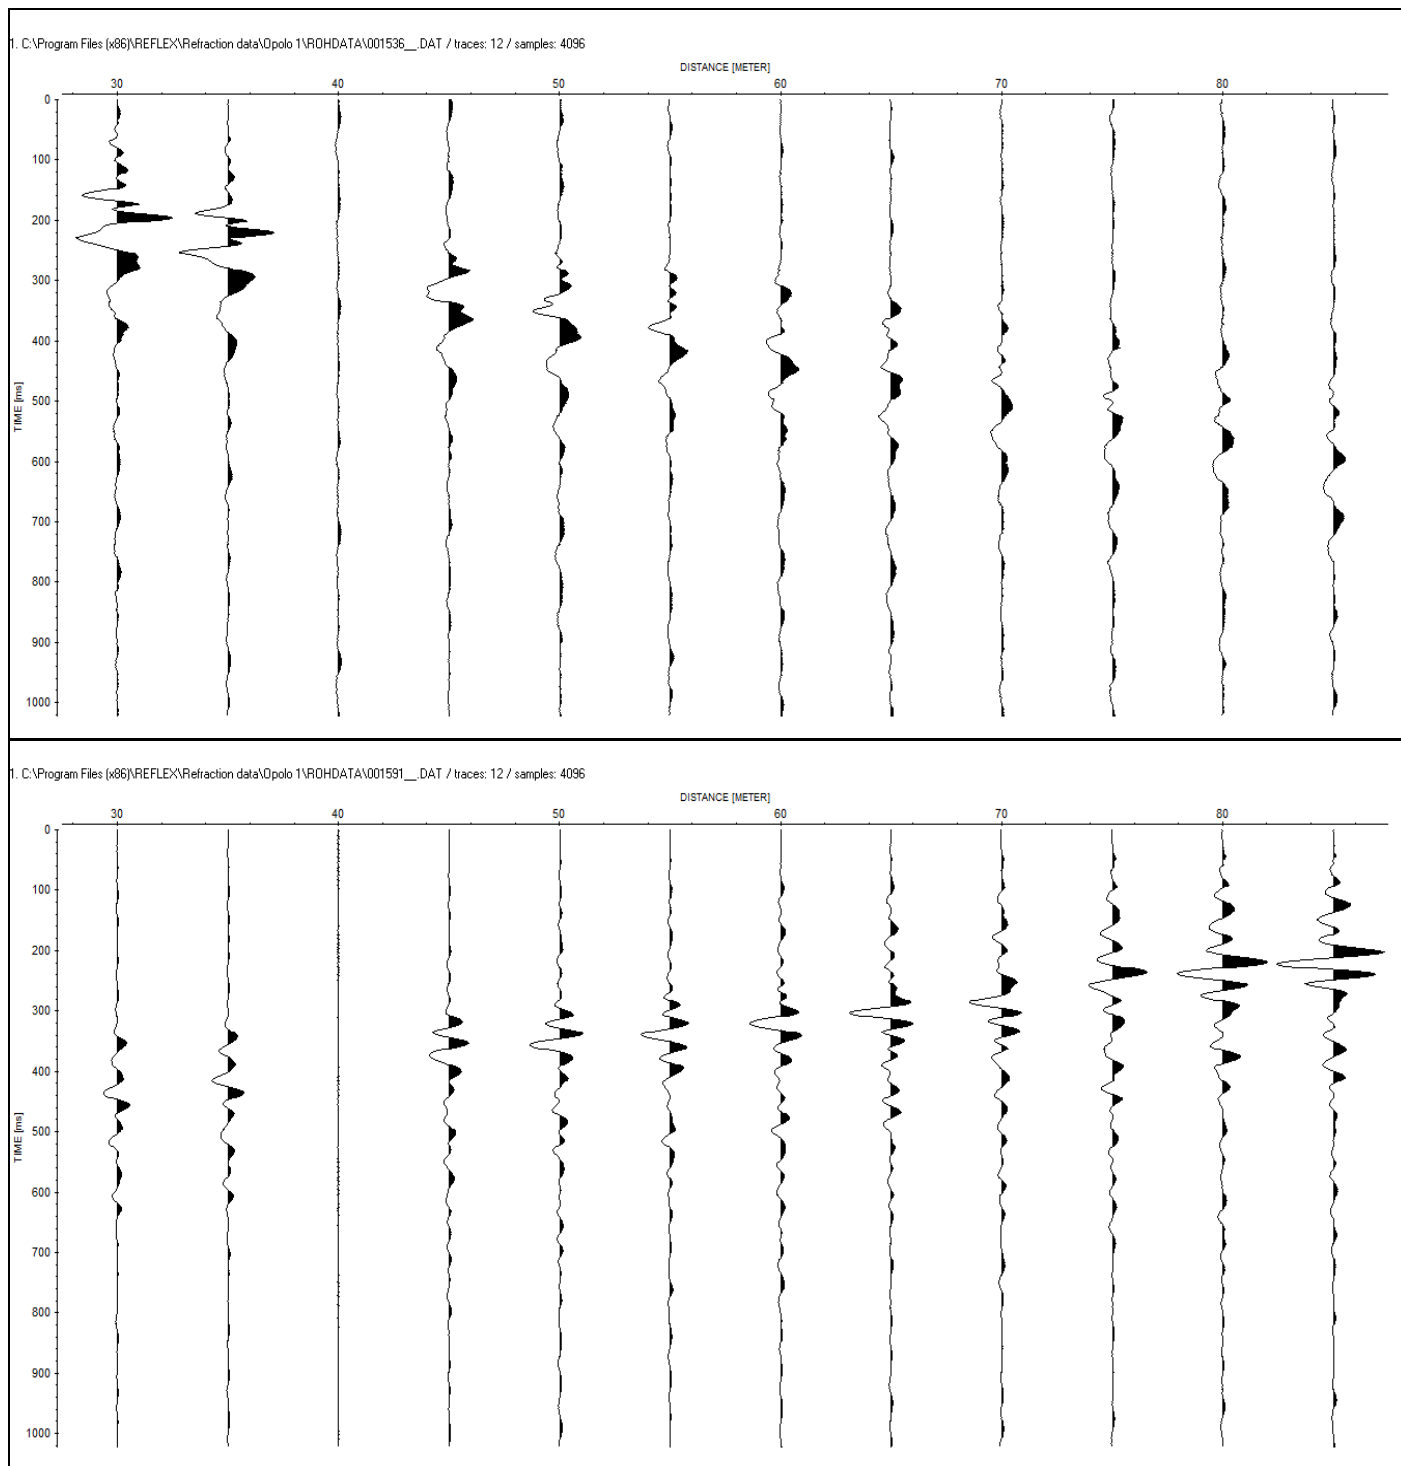 1. C:\Program Files (x86)\REFLEX\Refraction data\Opolo 1\ROHDATA\001536__.DAT / traces: 12 / samples: 4096
DISTANCE [METER]
30 40 50 60 70 80
0
100
200
300
400
500
600
700
800
900
1000
TIME [ms]
1. C:\Program Files (x86)\REFLEX\Refraction data\Opolo 1\ROHDATA\001591__.DAT / traces: 12 / samples: 4096
DISTANCE [METER]
30 40 50 60 70 80
0
100
200
300
400
500
600
700
800
900
1000
TIME [ms]